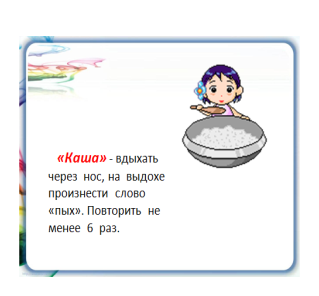 «Каша» - вдыхать
через нос, на выдохе
произнести слово
«пых». Повторить не
менее 6 раз.